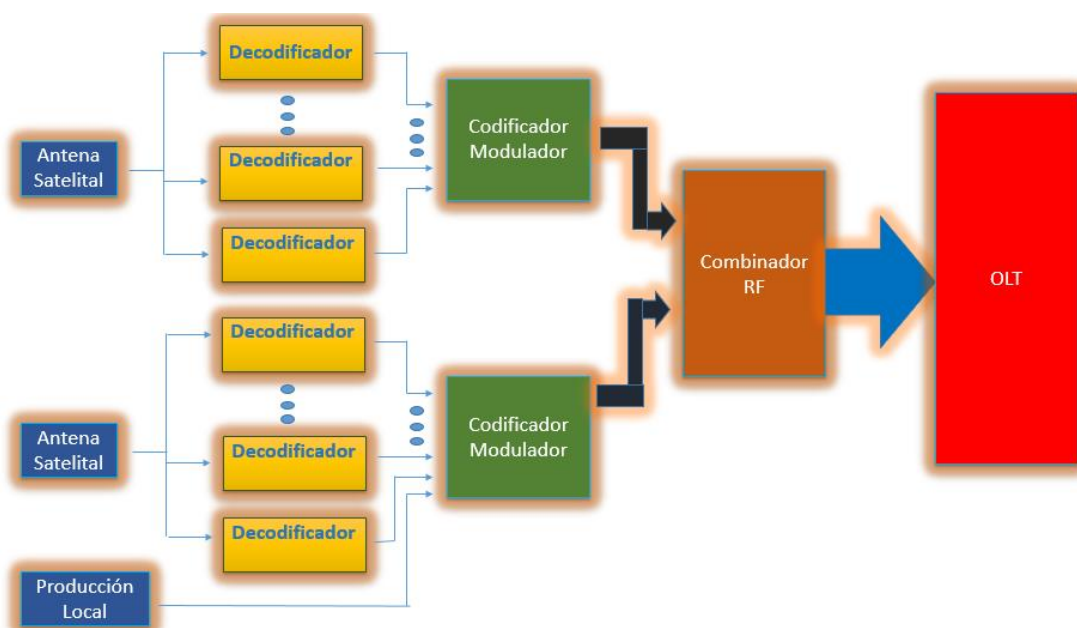 Decodificador
Antena
Satelital
Decodificador
Decodificador
Codificador
Modulador
Combinador
RF
OLT
Decodificador
Antena
Satelital
Decodificador
Decodificador
Codificador
Modulador
Producción
Local